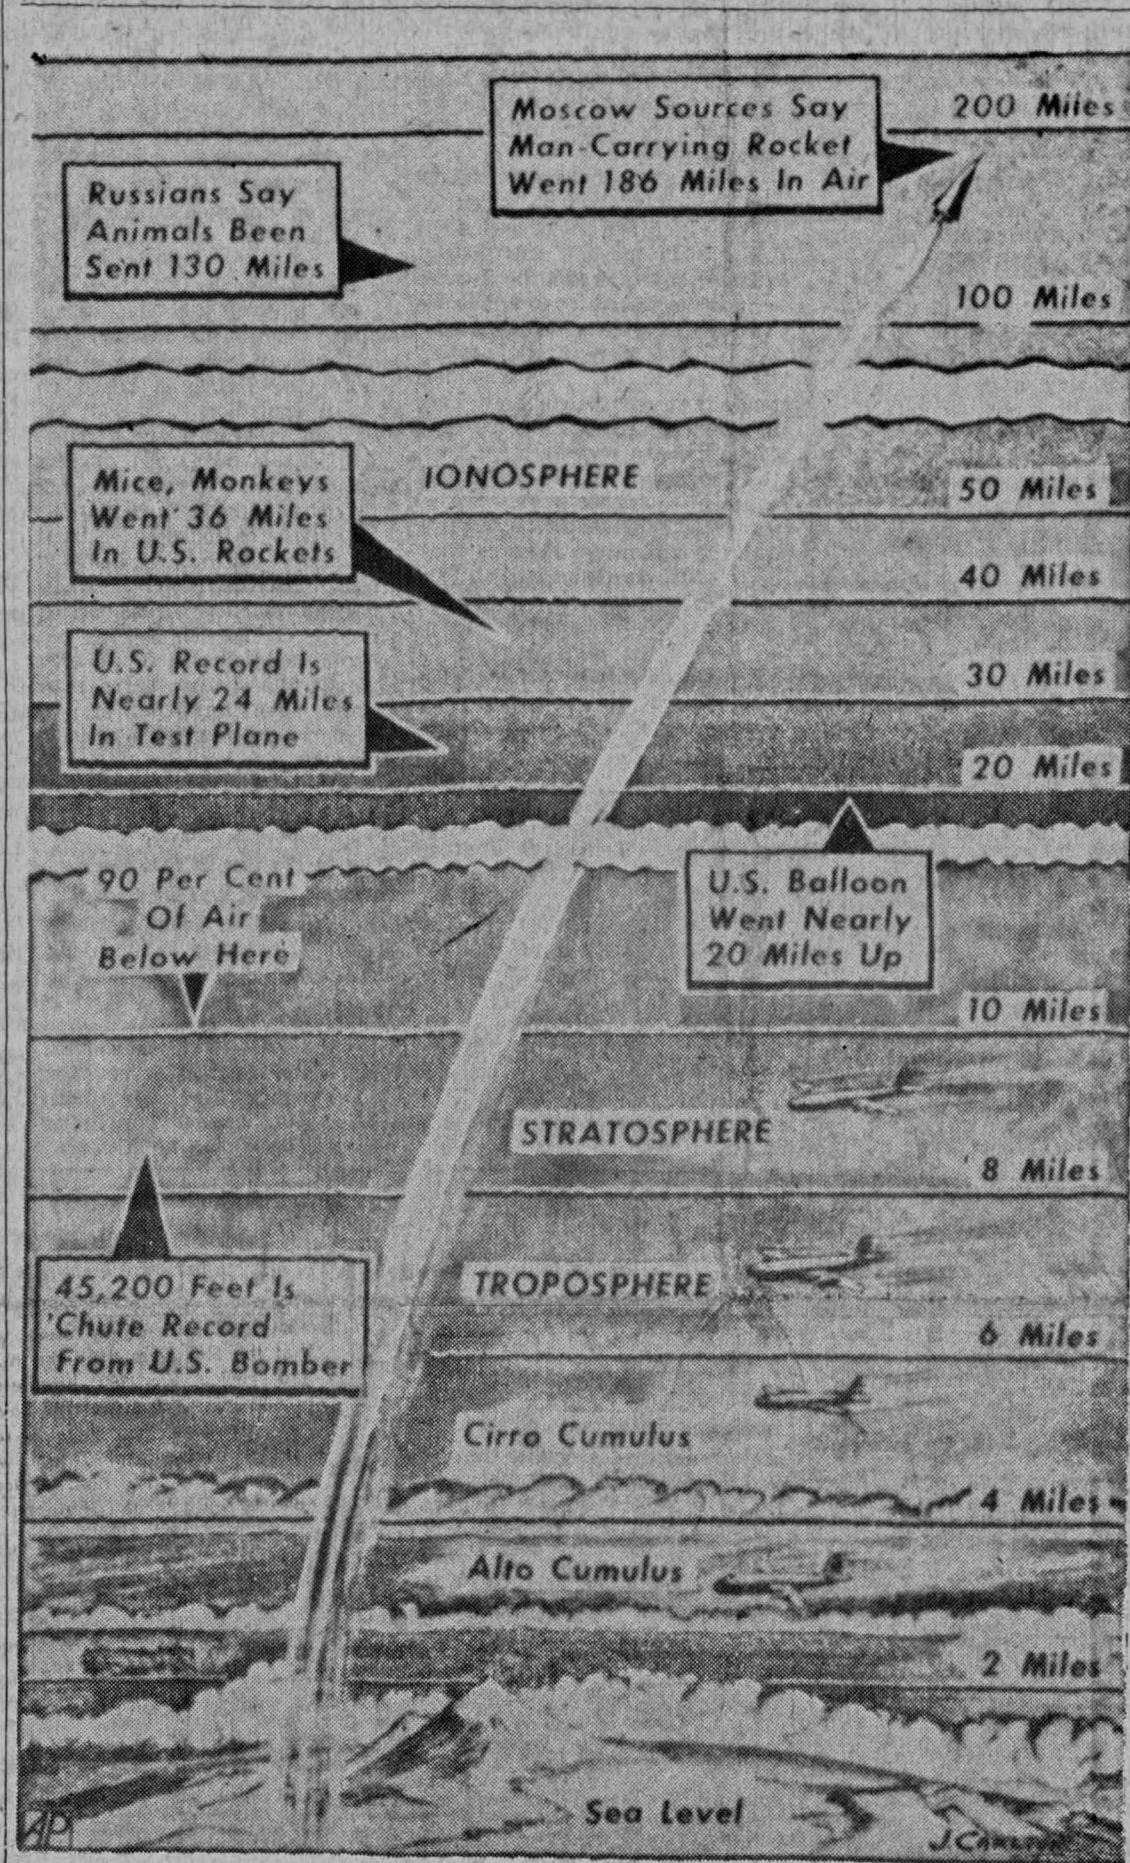 Moscow Sources Say
Man-Carrying Rocket
Went 186 Miles In Air
200 Miles
Russians Say
Animals Been
Sent 130 Miles
100 Miles
Mice, Monkeys
Went 36 Miles
In U.S. Rockets
IONOSPHERE
50 Miles
40 Miles
U.S. Record Is
Nearly 24 Miles
In Test Plane
30 Miles
20 Miles
90 Per Cent
Of Air
Below Here
U.S. Balloon
Went Nearly
20 Miles Up
10 Miles
STRATOSPHERE
8 Miles
45,200 Feet Is
'Chute Record
From U.S. Bomber
TROPOSPHERE
6 Miles
Cirro Cumulus
4 Miles
Alto Cumulus
2 Miles
Sea Level
AP